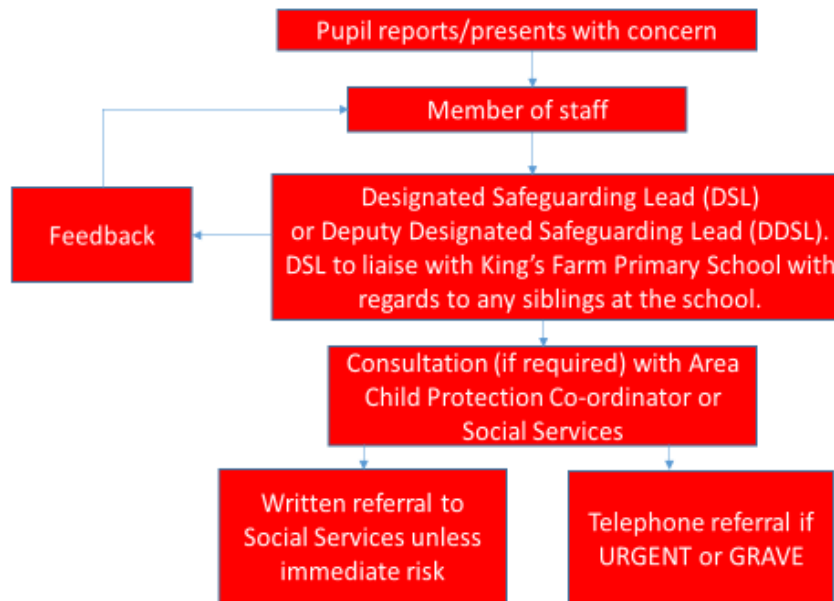 Pupil reports/presents with concern
Member of staff
Feedback
Designated Safeguarding Lead (DSL)
or Deputy Designated Safeguarding Lead (DDSL).
DSL to liaise with King's Farm Primary School with
regards to any siblings at the school.
Consultation (if required) with Area
Child Protection Co-ordinator or
Social Services
Written referral to
Social Services unless
immediate risk
Telephone referral if
URGENT or GRAVE